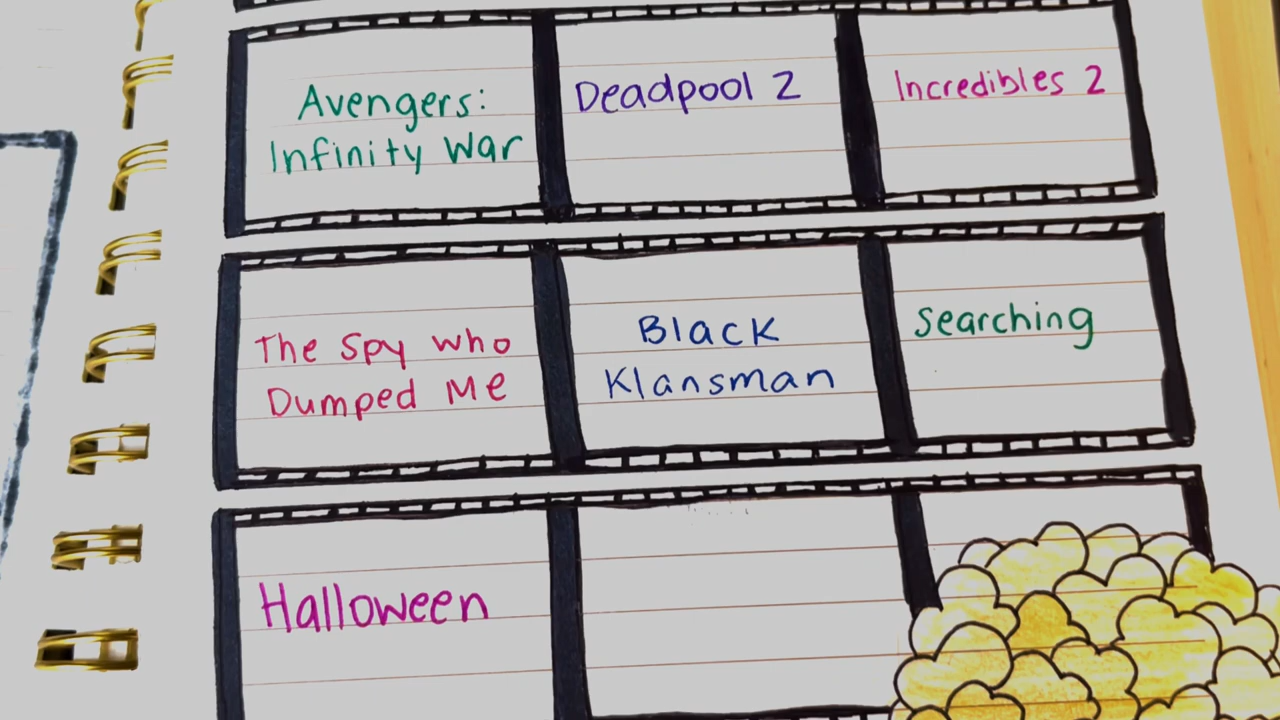 Avengers:
Infinity War
Deadpool 2
Incredibles 2
The Spy who
Dumped Me
Black
Klansman
Searching
Halloween